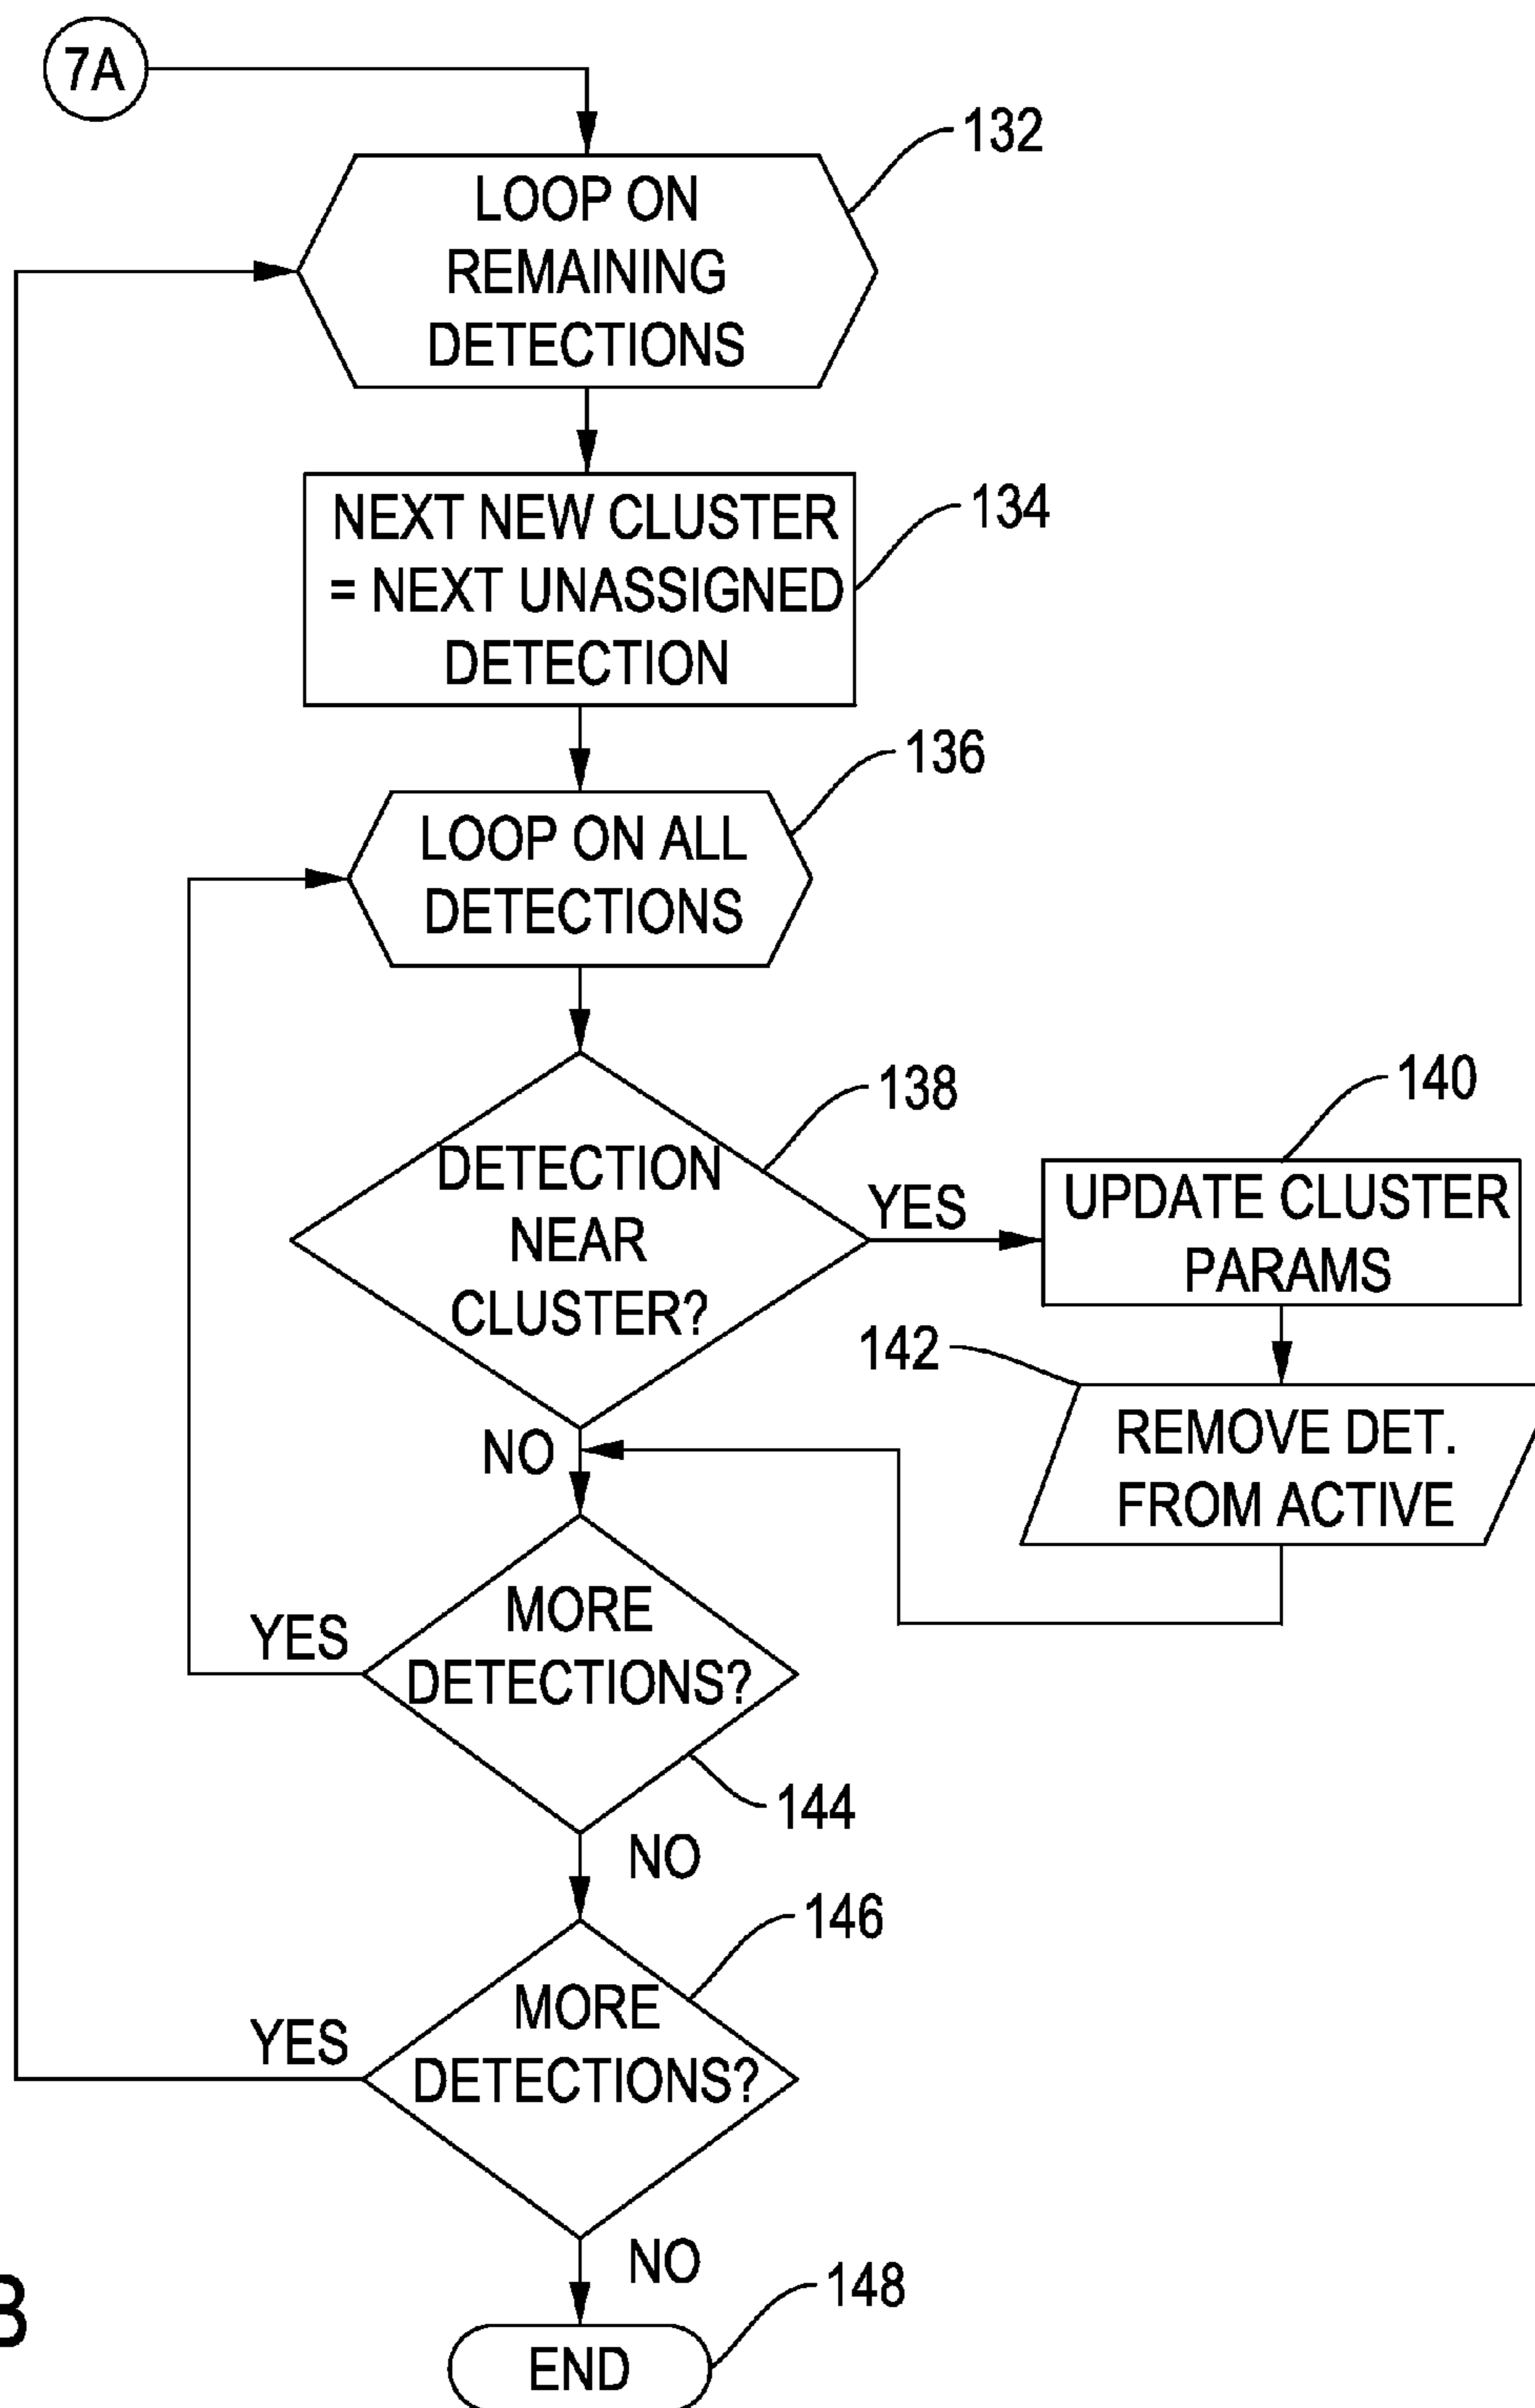 7A
132
LOOP ON
REMAINING
DETECTIONS
134
NEXT NEW CLUSTER
= NEXT UNASSIGNED
DETECTION
136
LOOP ON ALL
DETECTIONS
138
DETECTION
NEAR
CLUSTER?
YES
140
UPDATE CLUSTER
PARAMS
142
REMOVE DET.
FROM ACTIVE
NO
MORE
DETECTIONS?
YES
144
NO
146
MORE
DETECTIONS?
YES
NO
148
END
B